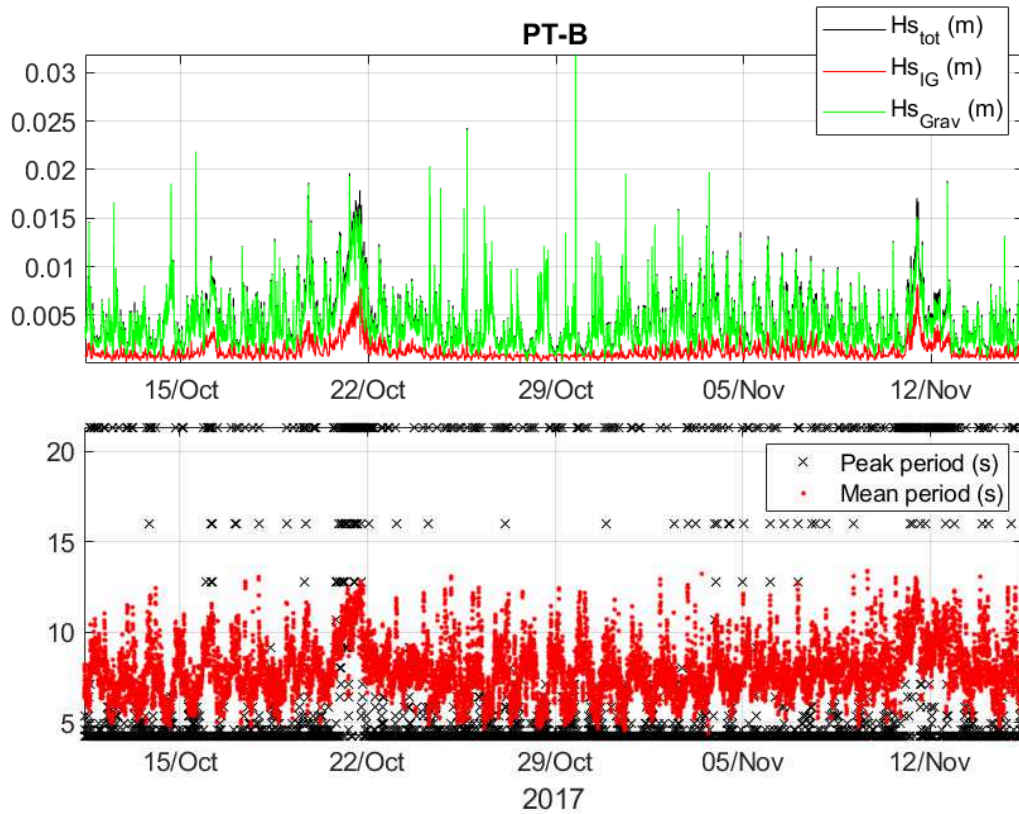 PT-B
Hs_tot (m)
Hs_IG (m)
Hs_Grav (m)
0.03
0.025
0.02
0.015
0.01
0.005
15/Oct 22/Oct 29/Oct 05/Nov 12/Nov
20
15
10
5
Peak period (s)
Mean period (s)
15/Oct 22/Oct 29/Oct 05/Nov 12/Nov
2017